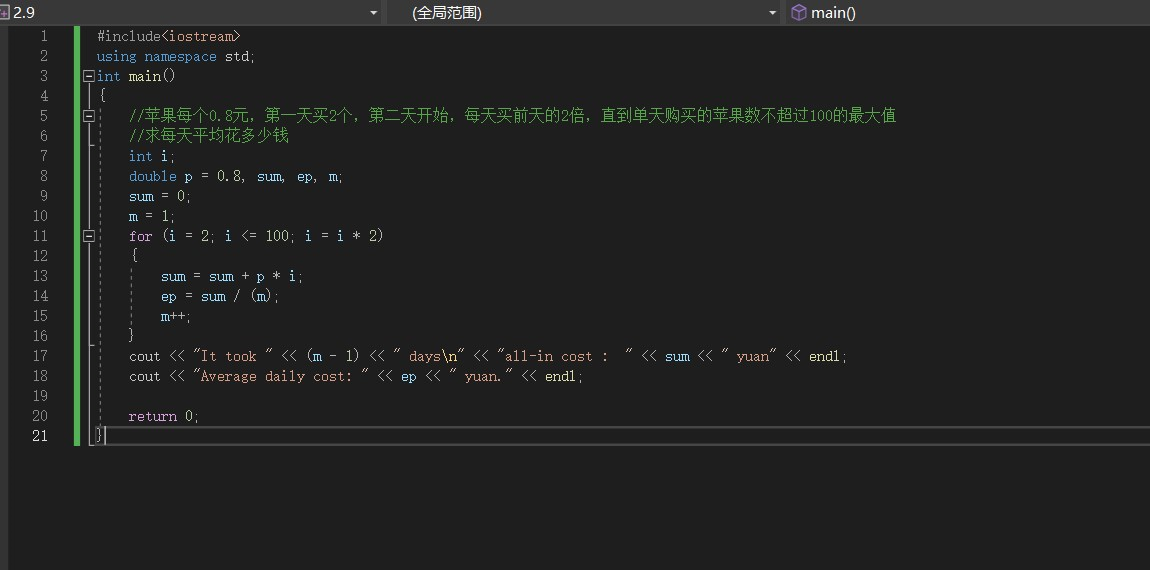 2.9 (全局范围) main()
1 #include<iostream>
2 using namespace std;
3 int main()
4 {
5 //苹果每个0.8元，第一天买2个，第二天开始，每天买前天的2倍，直到单天购买的苹果数不超过100的最大值
6 //求每天平均花多少钱
7 int i;
8 double p = 0.8, sum, ep, m;
9 sum = 0;
10 m = 1;
11 for (i = 2; i <= 100; i = i * 2)
12 {
13 sum = sum + p * i;
14 ep = sum / (m);
15 m++;
16 }
17 cout << "It took " << (m - 1) << " days\n" << "all-in cost :  " << sum << " yuan" << endl;
18 cout << "Average daily cost: " << ep << " yuan." << endl;
19
20 return 0;
21 }